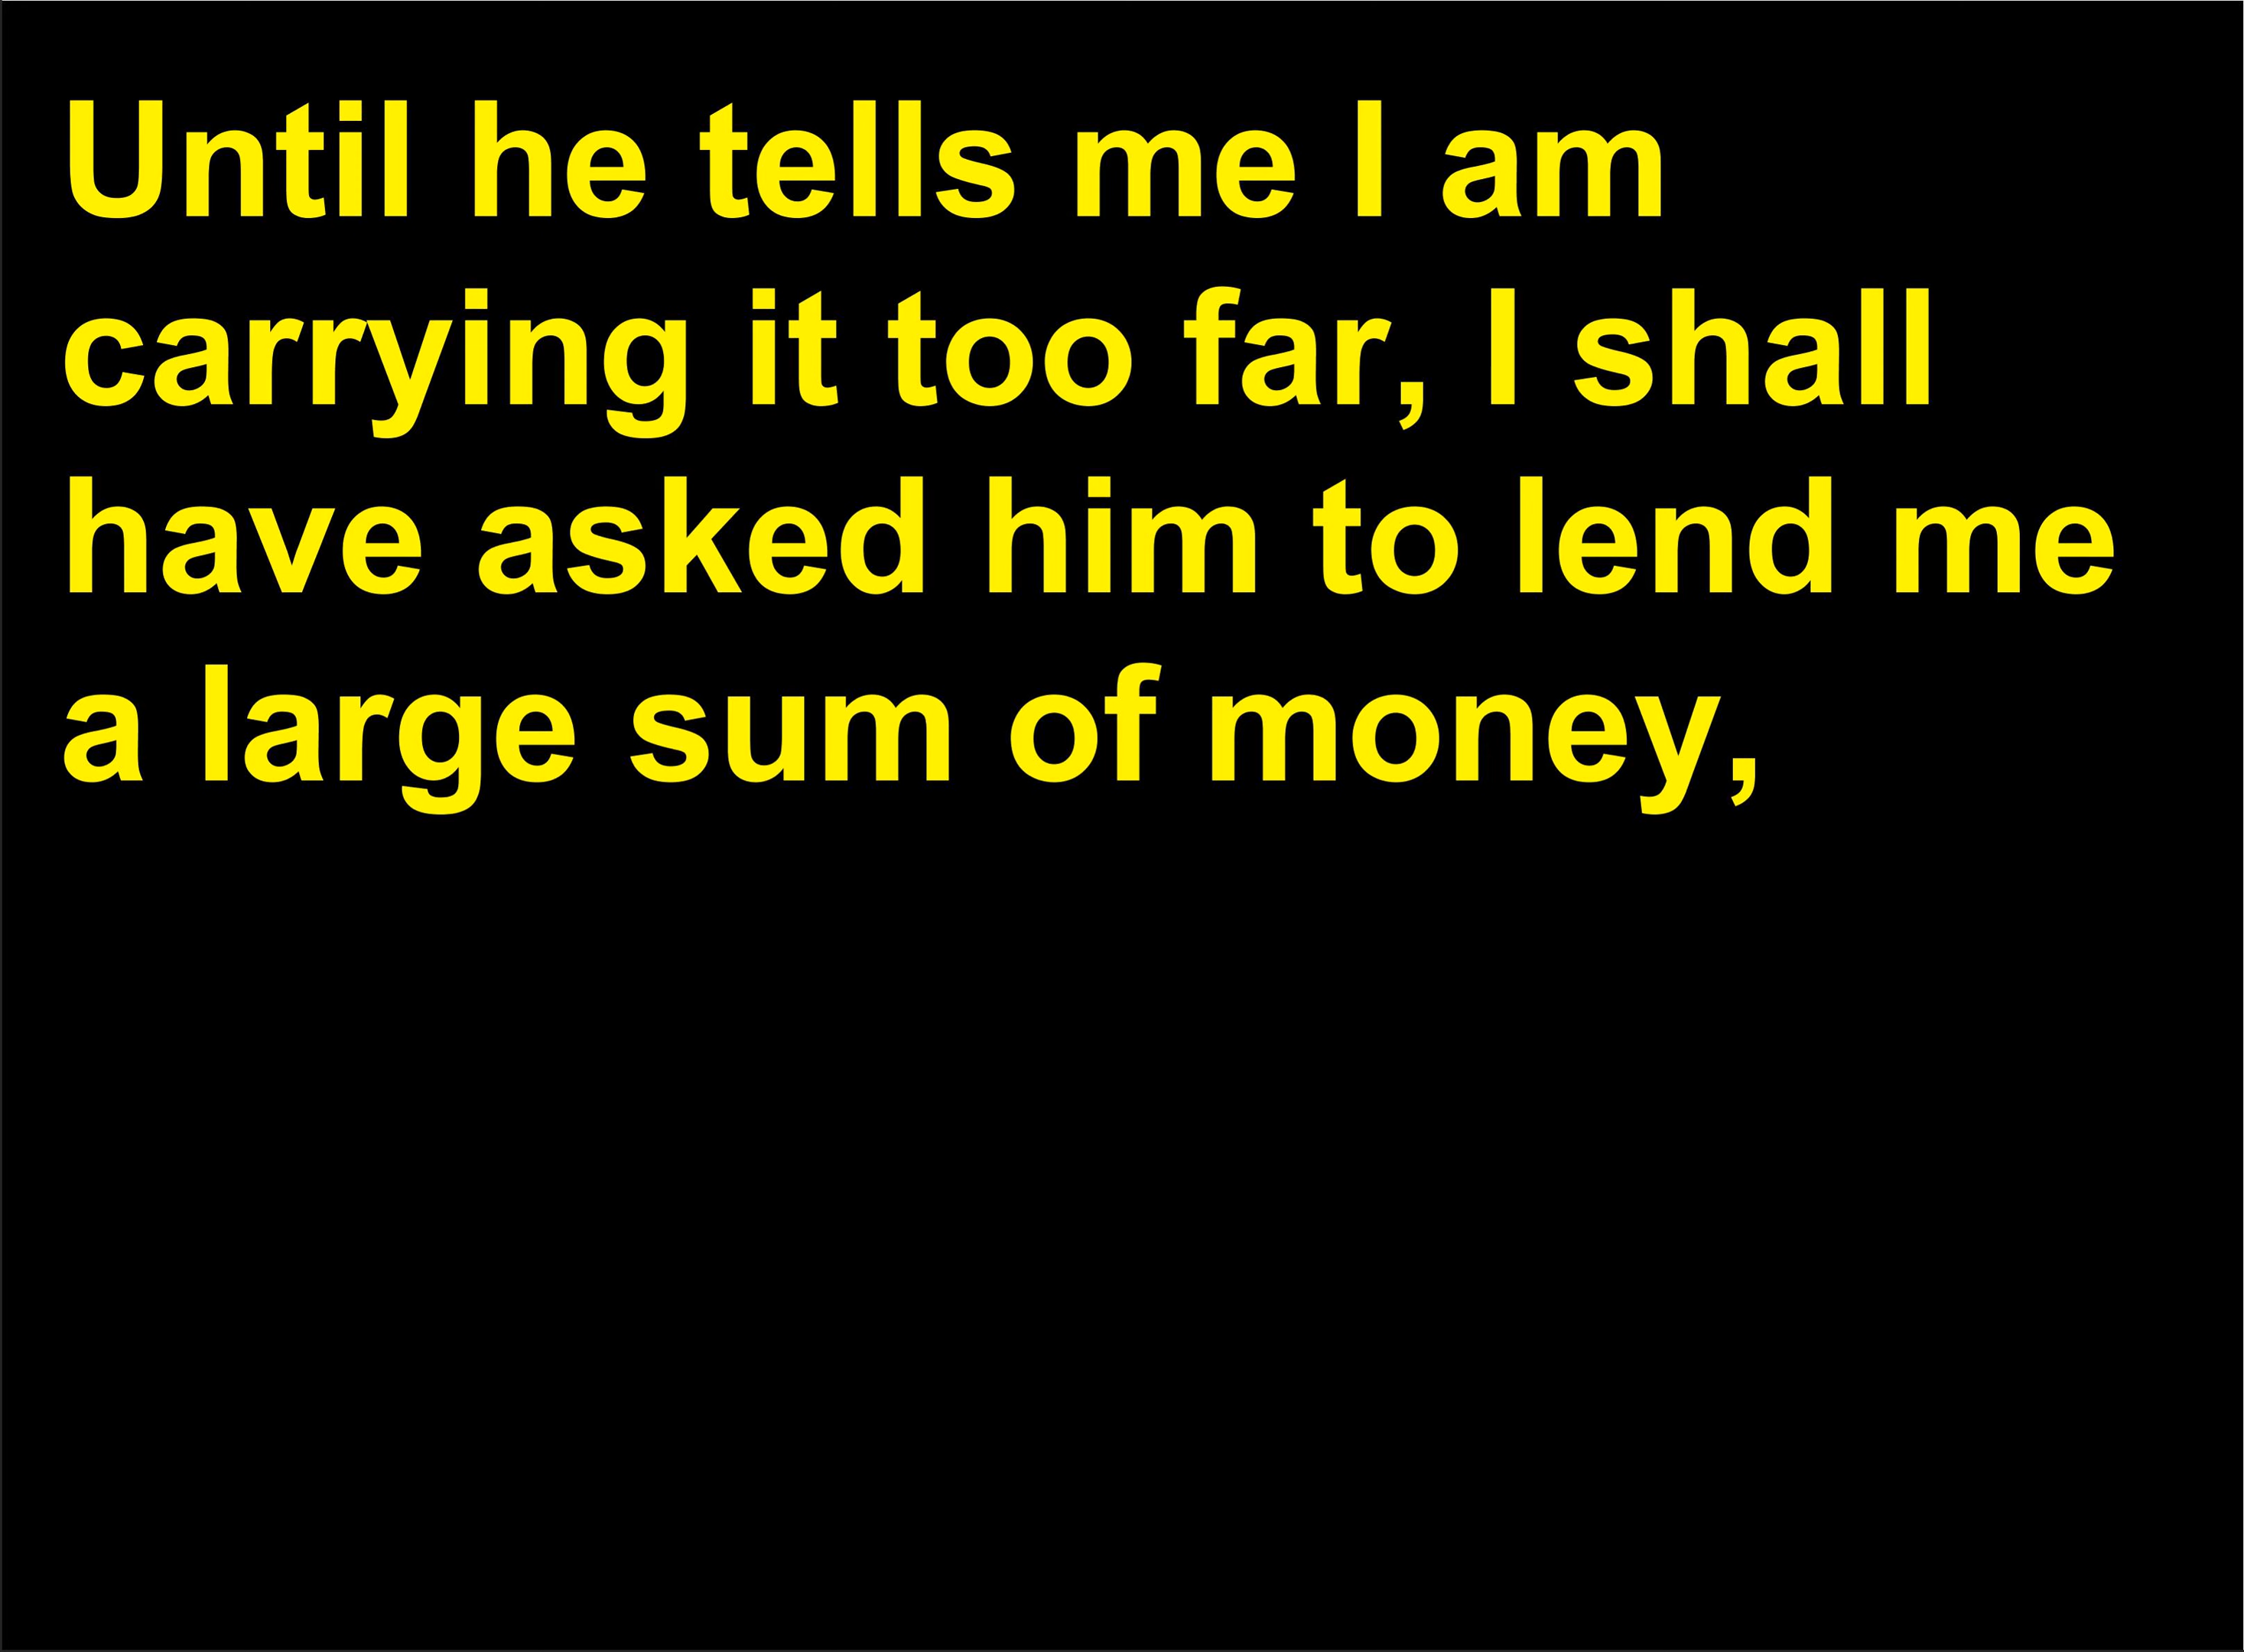 Until he tells me I am
carrying it too far, I shall
have asked him to lend me
a large sum of money,